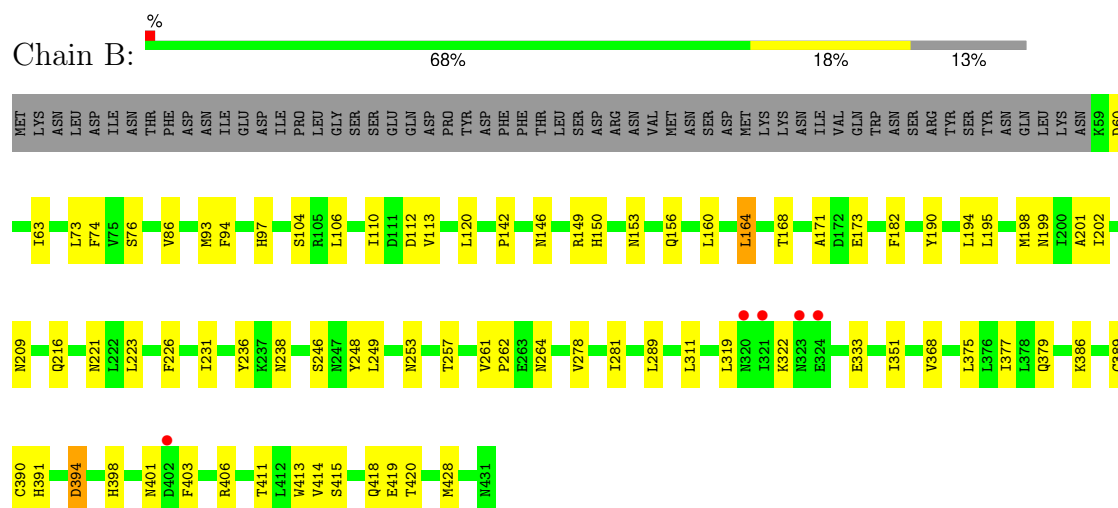 %
Chain B:
68% 18% 13%
MET LYS ASN LEU ASP ILE ASN THR PHE ASP ASN ILE GLU ASP ILE PRO LEU GLY SER SER GLU GLN ASP PRO TYR ASP PHE PHE THR LEU SER ASP ARG ASN VAL MET ASN SER ASP MET LYS LYS ASN ILE VAL GLN TRP ASN SER ARG TYR SER TYR ASN GLN LEU LYS ASN K59 D60
I63 L73 F74 V75 S76 V86 M93 F94 H97 S104 R105 L106 I110 D111 D112 V113 L120 P142 N146 R149 H150 N153 Q156 L160 L164 T168 A171 D172 E173 F182 Y190 L194 L195 M198 N199 I200 A201 I202
N209 Q216 N221 L222 L223 F226 I231 Y236 K237 N238 S246 N247 Y248 L249 N253 T257 V261 P262 E263 N264 V278 I281 L289 L311 L319 N320 I321 K322 N323 E324 E333 I351 V368 L375 L376 I377 L378 Q379 K386
C390 H391 D394 H398 N401 D402 F403 R406 T411 L412 W413 V414 S415 Q418 E419 T420 M428 N431